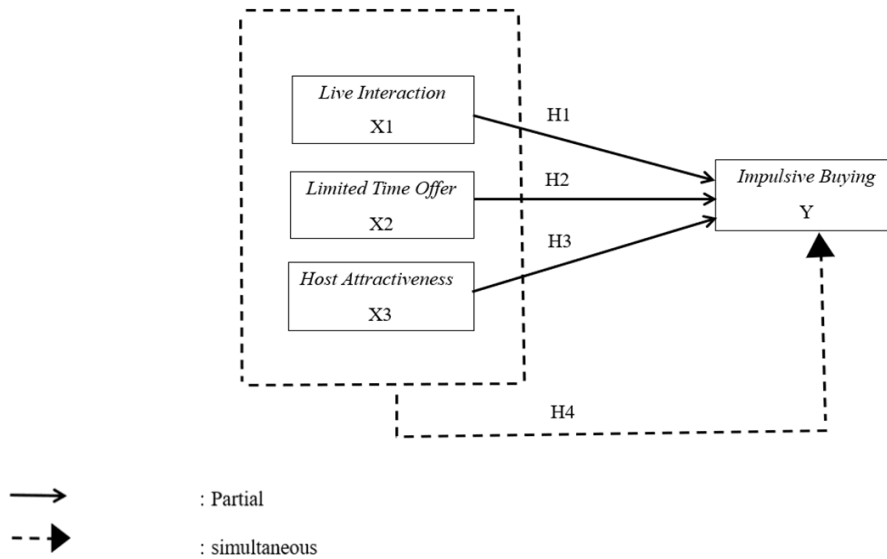 Live Interaction
X1
H1
Limited Time Offer
X2
H2
Host Attractiveness
X3
H3
Impulsive Buying
Y
H4
: Partial
: simultaneous